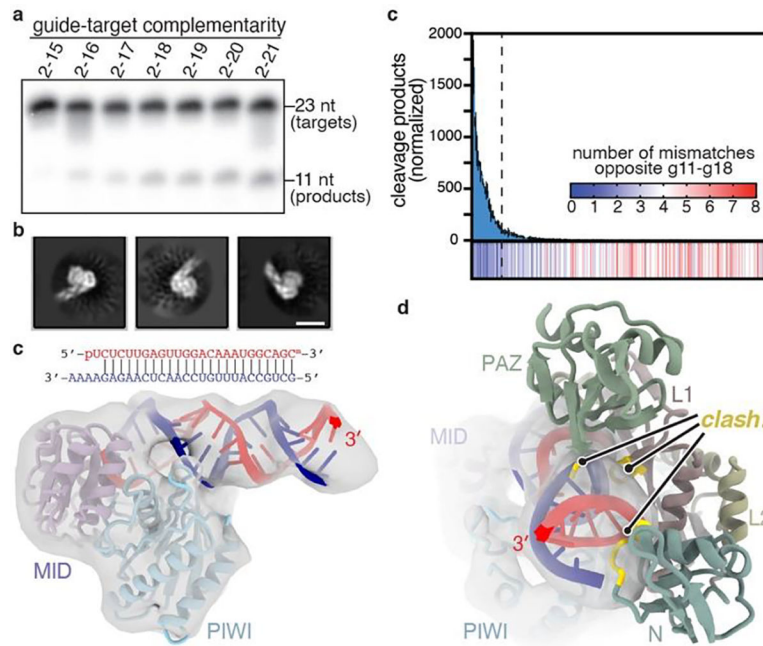 a
guide-target complementarity
2-15 2-16 2-17 2-18 2-19 2-20 2-21
23 nt
(targets)
11 nt
(products)
b
c
5′-pUCUCUUGAGUUGGACAAAUGGCAGCᵐ-3′
3′-AAAAGAGAACUCAACCUGUUUACCGUCG-5′
MID
PIWI
3′
c
cleavage products
(normalized)
2000
1500
1000
500
0
number of mismatches
opposite g11-g18
0 1 2 3 4 5 6 7 8
d
PAZ
L1
clash!
MID
L2
3′
PIWI
N